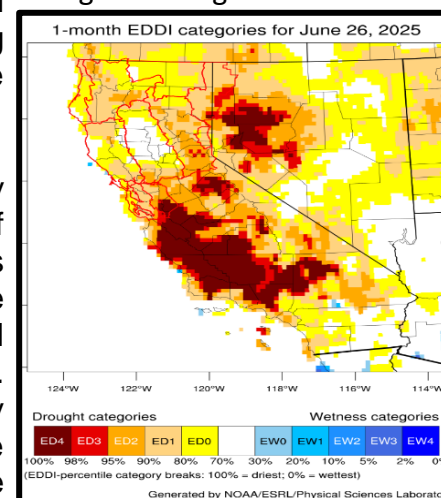 1-month EDDI categories for June 26, 2025
124°W 122°W 120°W 118°W 116°W 114°W
Drought categories Wetness categories
ED4 ED3 ED2 ED1 ED0 EW0 EW1 EW2 EW3 EW4
100% 98% 95% 90% 80% 70% 30% 20% 10% 5% 2% 0%
(EDDI-percentile category breaks: 100% = driest; 0% = wettest)
Generated by NOAA/ESRL/Physical Sciences Laborato